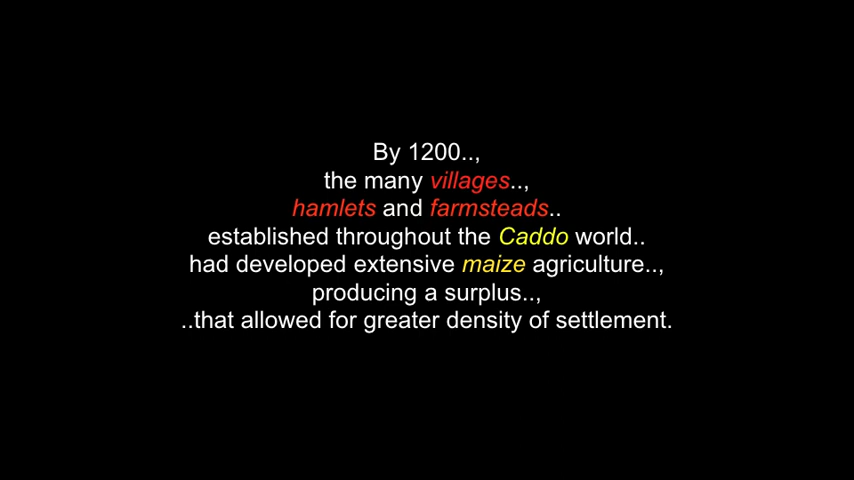 By 1200..,
the many villages..,
hamlets and farmsteads..
established throughout the Caddo world..
had developed extensive maize agriculture..,
producing a surplus..,
..that allowed for greater density of settlement.